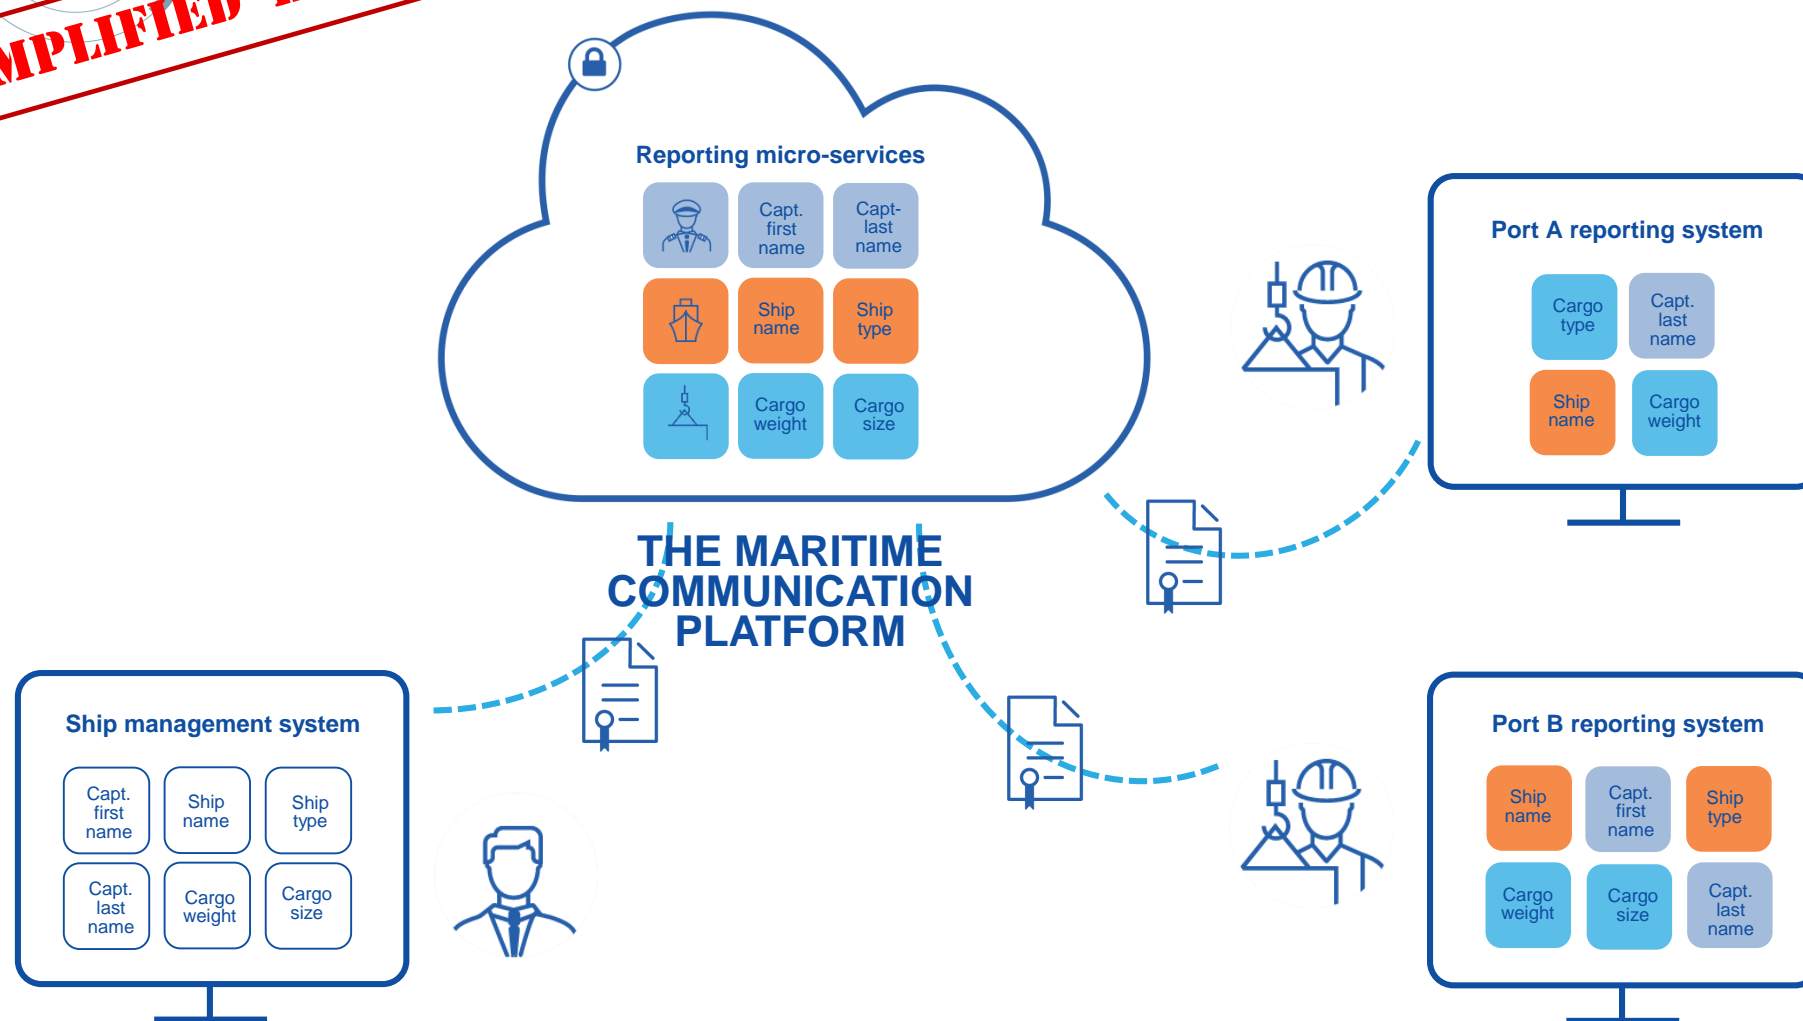 Reporting micro-services
Capt.
first
name
Capt-
last
name
Ship
name
Ship
type
Cargo
weight
Cargo
size
THE MARITIME
COMMUNICATION
PLATFORM
Port A reporting system
Cargo
type
Capt.
last
name
Ship
name
Cargo
weight
Ship management system
Capt.
first
name
Ship
name
Ship
type
Capt.
last
name
Cargo
weight
Cargo
size
Port B reporting system
Ship
name
Capt.
first
name
Ship
type
Cargo
weight
Cargo
size
Capt.
last
name